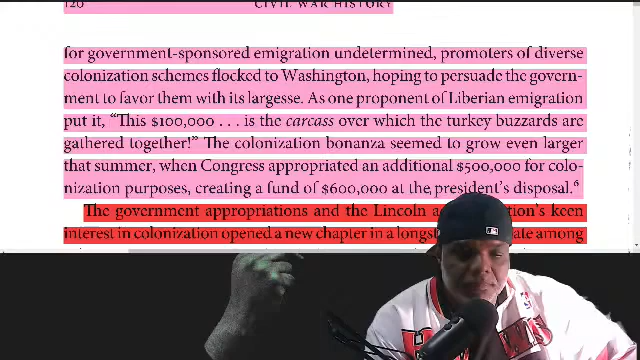 120 CIVIL WAR HISTORY
for government-sponsored emigration undetermined, promoters of diverse
colonization schemes flocked to Washington, hoping to persuade the govern-
ment to favor them with its largesse. As one proponent of Liberian emigration
put it, “This $100,000 . . . is the carcass over which the turkey buzzards are
gathered together!” The colonization bonanza seemed to grow even larger
that summer, when Congress appropriated an additional $500,000 for colo-
nization purposes, creating a fund of $600,000 at the president’s disposal.⁶
The government appropriations and the Lincoln keen
interest in colonization opened a new chapter in a among